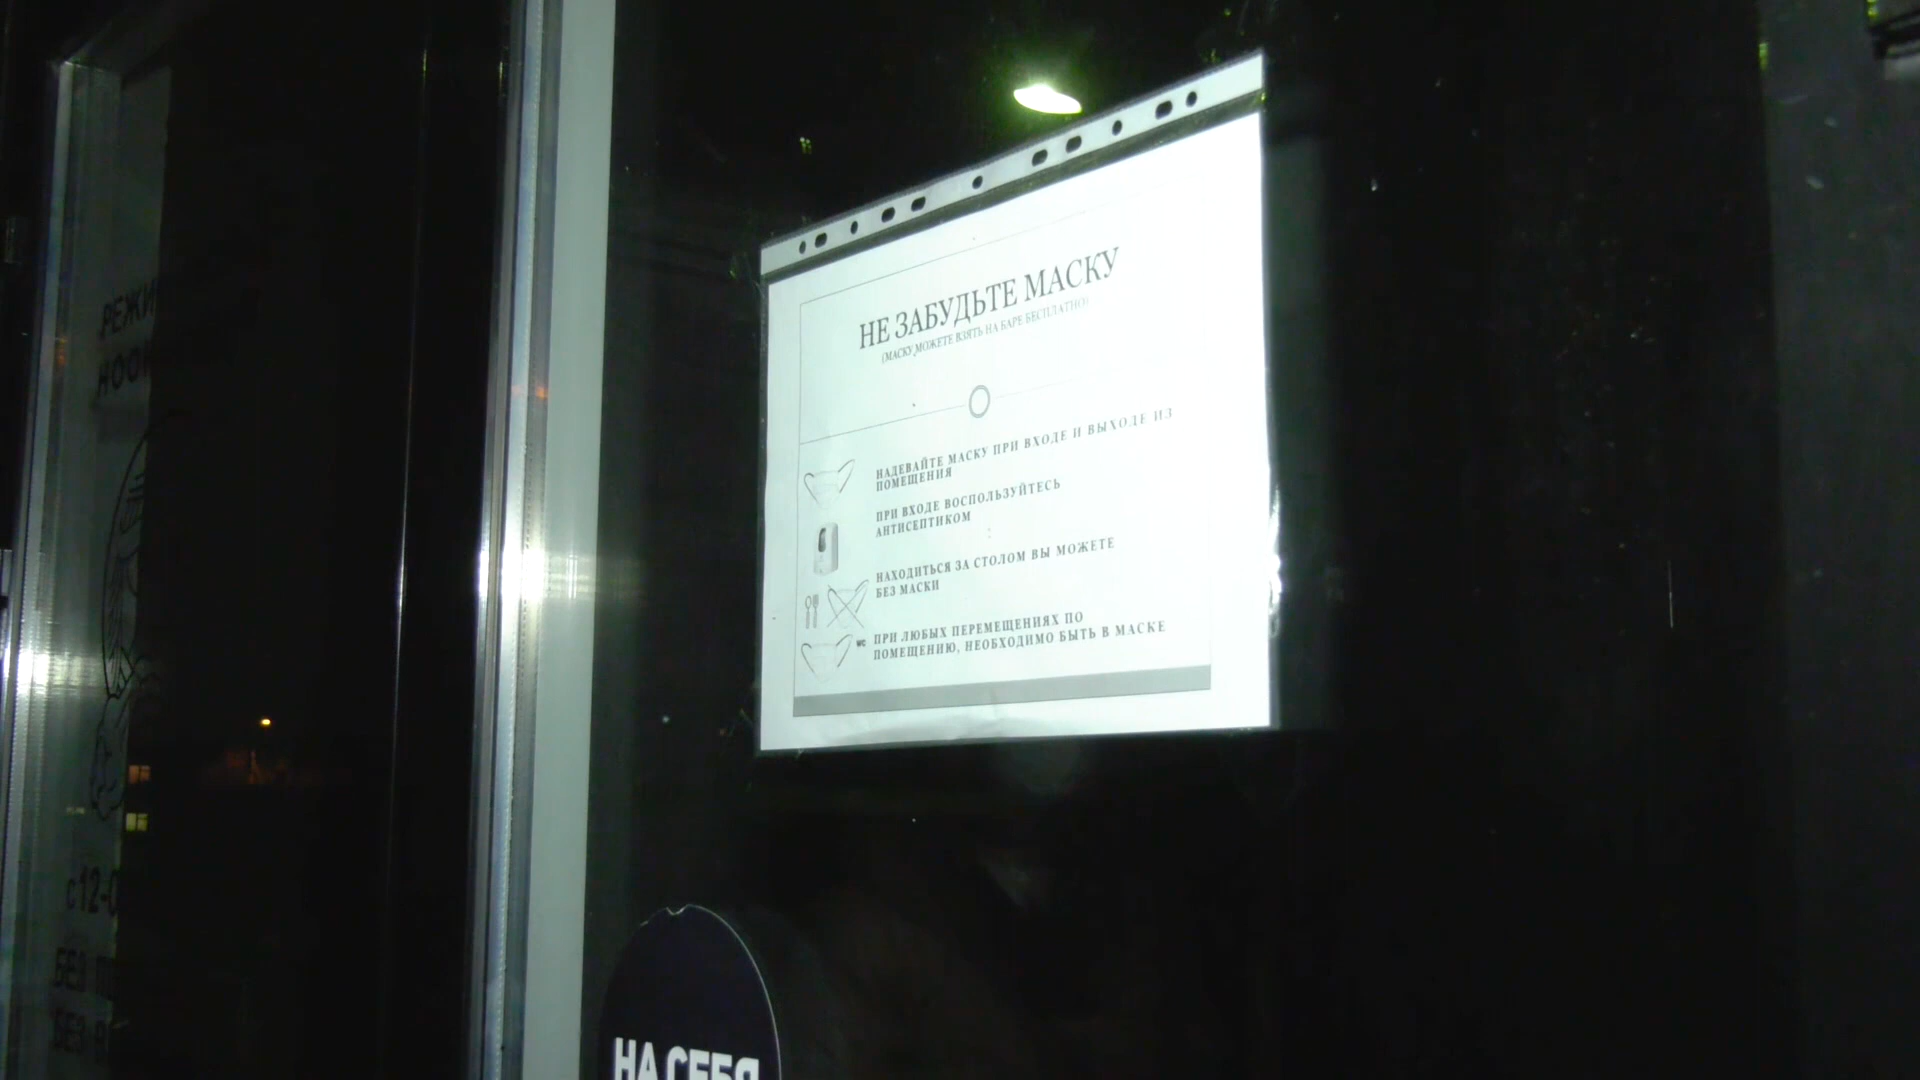 НЕ ЗАБУДЬТЕ МАСКУ
(МАСКУ МОЖЕТЕ ВЗЯТЬ НА БАРЕ БЕСПЛАТНО)
НАДЕВАЙТЕ МАСКУ ПРИ ВХОДЕ И ВЫХОДЕ ИЗ
ПОМЕЩЕНИЯ
ПРИ ВХОДЕ ВОСПОЛЬЗУЙТЕСЬ
АНТИСЕПТИКОМ
НАХОДИТЬСЯ ЗА СТОЛОМ ВЫ МОЖЕТЕ
БЕЗ МАСКИ
WC
ПРИ ЛЮБЫХ ПЕРЕМЕЩЕНИЯХ ПО
ПОМЕЩЕНИЮ, НЕОБХОДИМО БЫТЬ В МАСКЕ
НА СЕБЯ